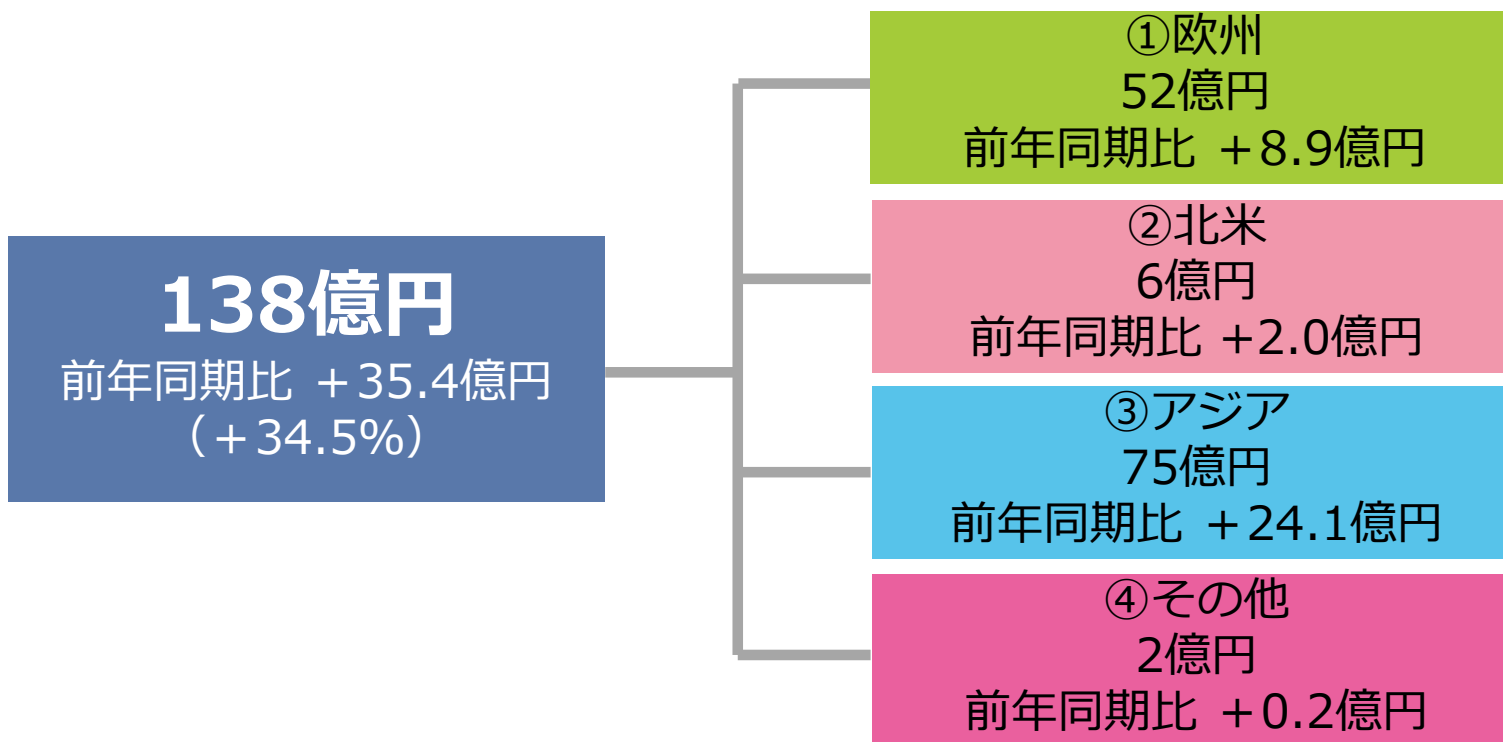 138億円
前年同期比 +35.4億円
(+34.5%)
①欧州
52億円
前年同期比 +8.9億円
②北米
6億円
前年同期比 +2.0億円
③アジア
75億円
前年同期比 +24.1億円
④その他
2億円
前年同期比 +0.2億円